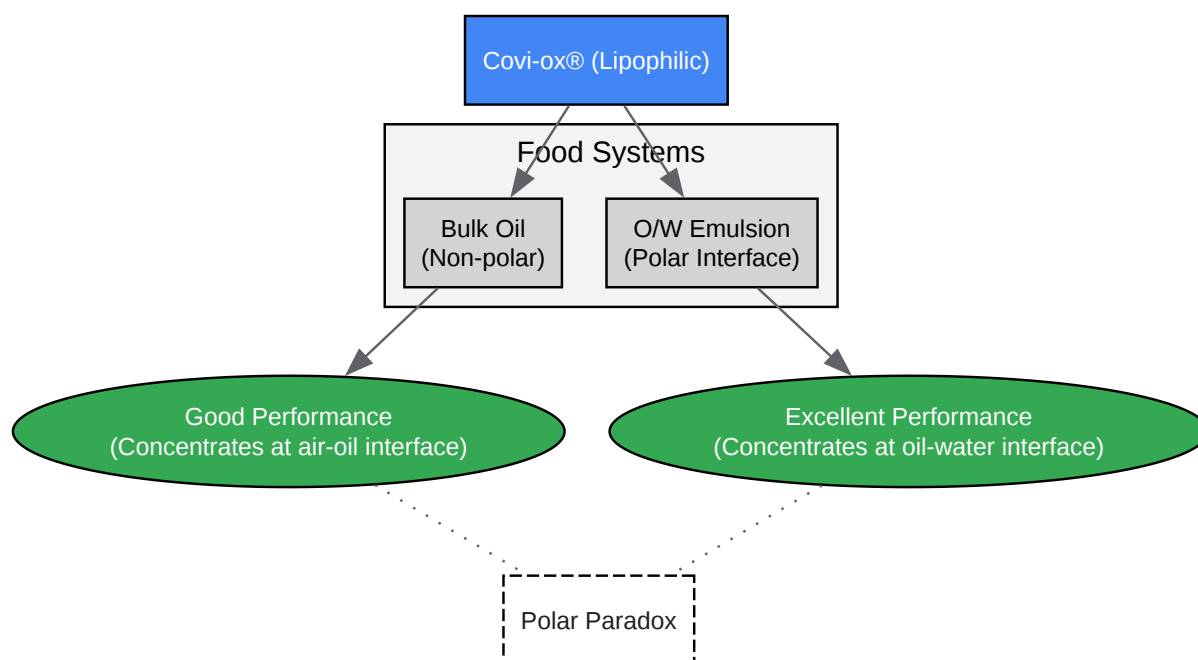 Covi-ox® (Lipophilic)
Food Systems
Bulk Oil
(Non-polar)
O/W Emulsion
(Polar Interface)
Good Performance
(Concentrates at air-oil interface)
Excellent Performance
(Concentrates at oil-water interface)
Polar Paradox